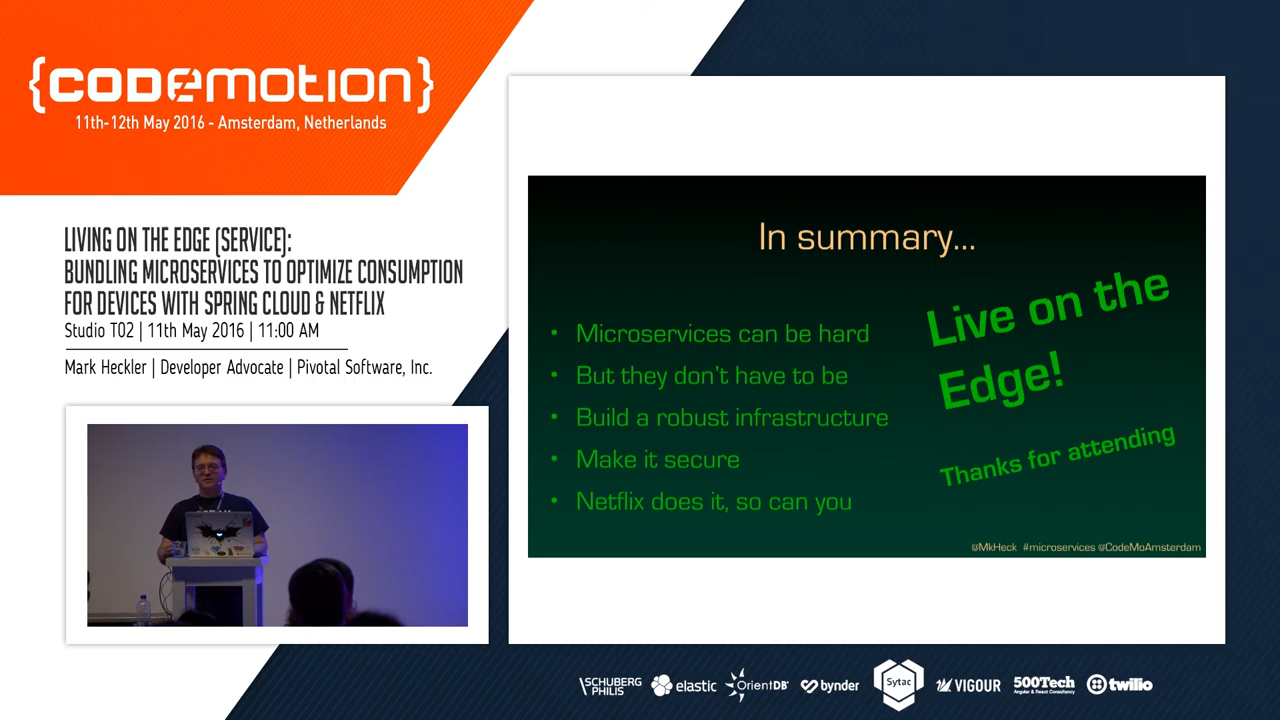 {CODEMOTION}
11th-12th May 2016 - Amsterdam, Netherlands
LIVING ON THE EDGE (SERVICE):
BUNDLING MICROSERVICES TO OPTIMIZE CONSUMPTION
FOR DEVICES WITH SPRING CLOUD & NETFLIX
Studio T02 | 11th May 2016 | 11:00 AM
Mark Heckler | Developer Advocate | Pivotal Software, Inc.
In summary...
• Microservices can be hard
• But they don't have to be
• Build a robust infrastructure
• Make it secure
• Netflix does it, so can you
Live on the
Edge!
Thanks for attending
@MkHeck #microservices @CodeMoAmsterdam
SCHUBERG
PHILIS
elastic
OrientDB
bynder
Sytac
VIGOUR
500Tech
Angular & React Consultancy
twilio